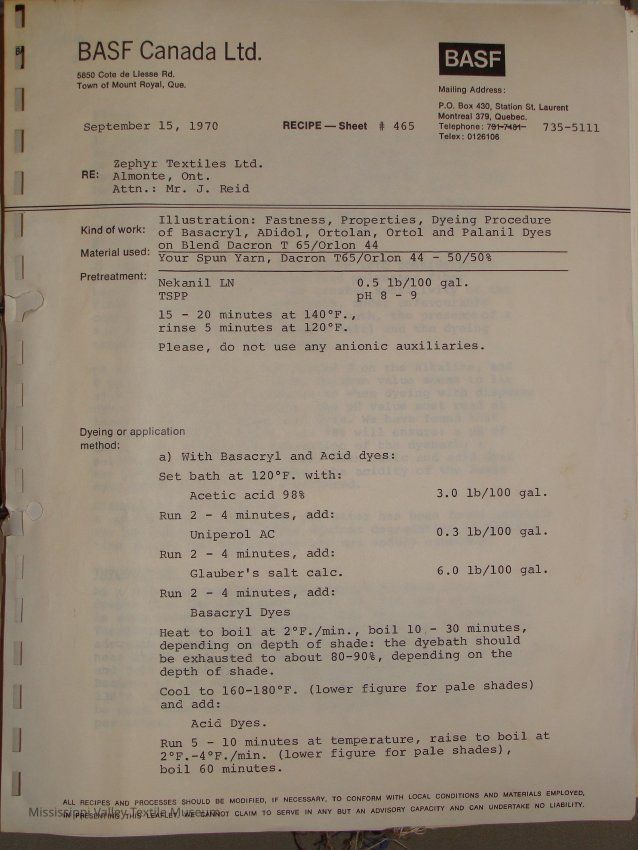 BASF Canada Ltd.
5850 Cote de Liesse Rd.
Town of Mount Royal, Que.
BASF
Mailing Address:
P.O. Box 430, Station St. Laurent
Montreal 379, Quebec.
Telephone: 731-7481 735-5111
Telex: 0126106
September 15, 1970 RECIPE — Sheet # 465
RE:
Zephyr Textiles Ltd.
Almonte, Ont.
Attn.: Mr. J. Reid
Kind of work:
Illustration: Fastness, Properties, Dyeing Procedure
of Basacryl, ADidol, Ortolan, Ortol and Palanil Dyes
on Blend Dacron T 65/Orlon 44
Material used:
Your Spun Yarn, Dacron T65/Orlon 44 - 50/50%
Pretreatment:
Nekanil LN 0.5 lb/100 gal.
TSPP pH 8 - 9
15 - 20 minutes at 140°F.,
rinse 5 minutes at 120°F.
Please, do not use any anionic auxiliaries.
Dyeing or application
method:
a) With Basacryl and Acid dyes:
Set bath at 120°F. with:
Acetic acid 98% 3.0 lb/100 gal.
Run 2 - 4 minutes, add:
Uniperol AC 0.3 lb/100 gal.
Run 2 - 4 minutes, add:
Glauber's salt calc. 6.0 lb/100 gal.
Run 2 - 4 minutes, add:
Basacryl Dyes
Heat to boil at 2°F./min., boil 10 - 30 minutes,
depending on depth of shade: the dyebath should
be exhausted to about 80-90%, depending on the
depth of shade.
Cool to 160-180°F. (lower figure for pale shades)
and add:
Acid Dyes.
Run 5 - 10 minutes at temperature, raise to boil at
2°F.-4°F./min. (lower figure for pale shades),
boil 60 minutes.
ALL RECIPES AND PROCESSES SHOULD BE MODIFIED, IF NECESSARY, TO CONFORM WITH LOCAL CONDITIONS AND MATERIALS EMPLOYED,
IN PRESENTING THIS LEAFLET, WE CANNOT CLAIM TO SERVE IN ANY BUT AN ADVISORY CAPACITY AND CAN UNDERTAKE NO LIABILITY.
Mississippi Valley Textile Museum